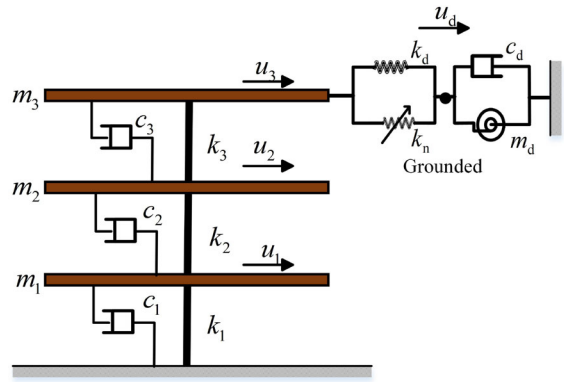 u_d
k_d
c_d
u_3
m_3
c_3
k_n
m_d
k_3
u_2
Grounded
m_2
c_2
k_2
u_1
m_1
c_1
k_1